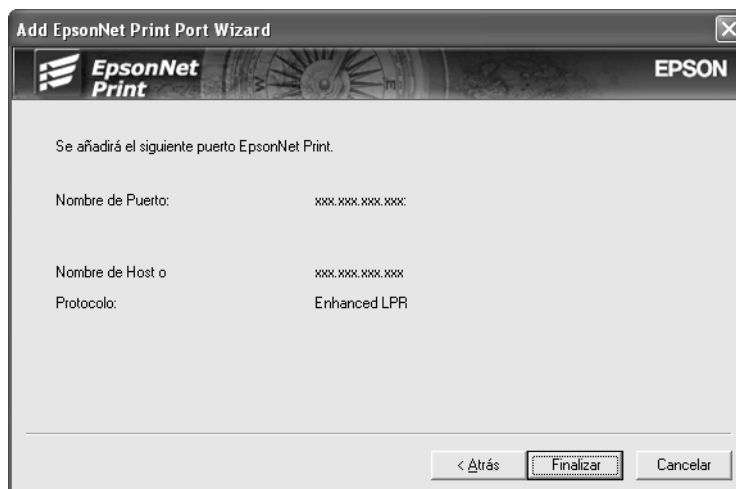 Add EpsonNet Print Port Wizard
EpsonNet
Print
EPSON
Se añadirá el siguiente puerto EpsonNet Print.
Nombre de Puerto: xxx.xxx.xxx.xxx:
Nombre de Host o xxx.xxx.xxx.xxx
Protocolo: Enhanced LPR
< Atrás Finalizar Cancelar